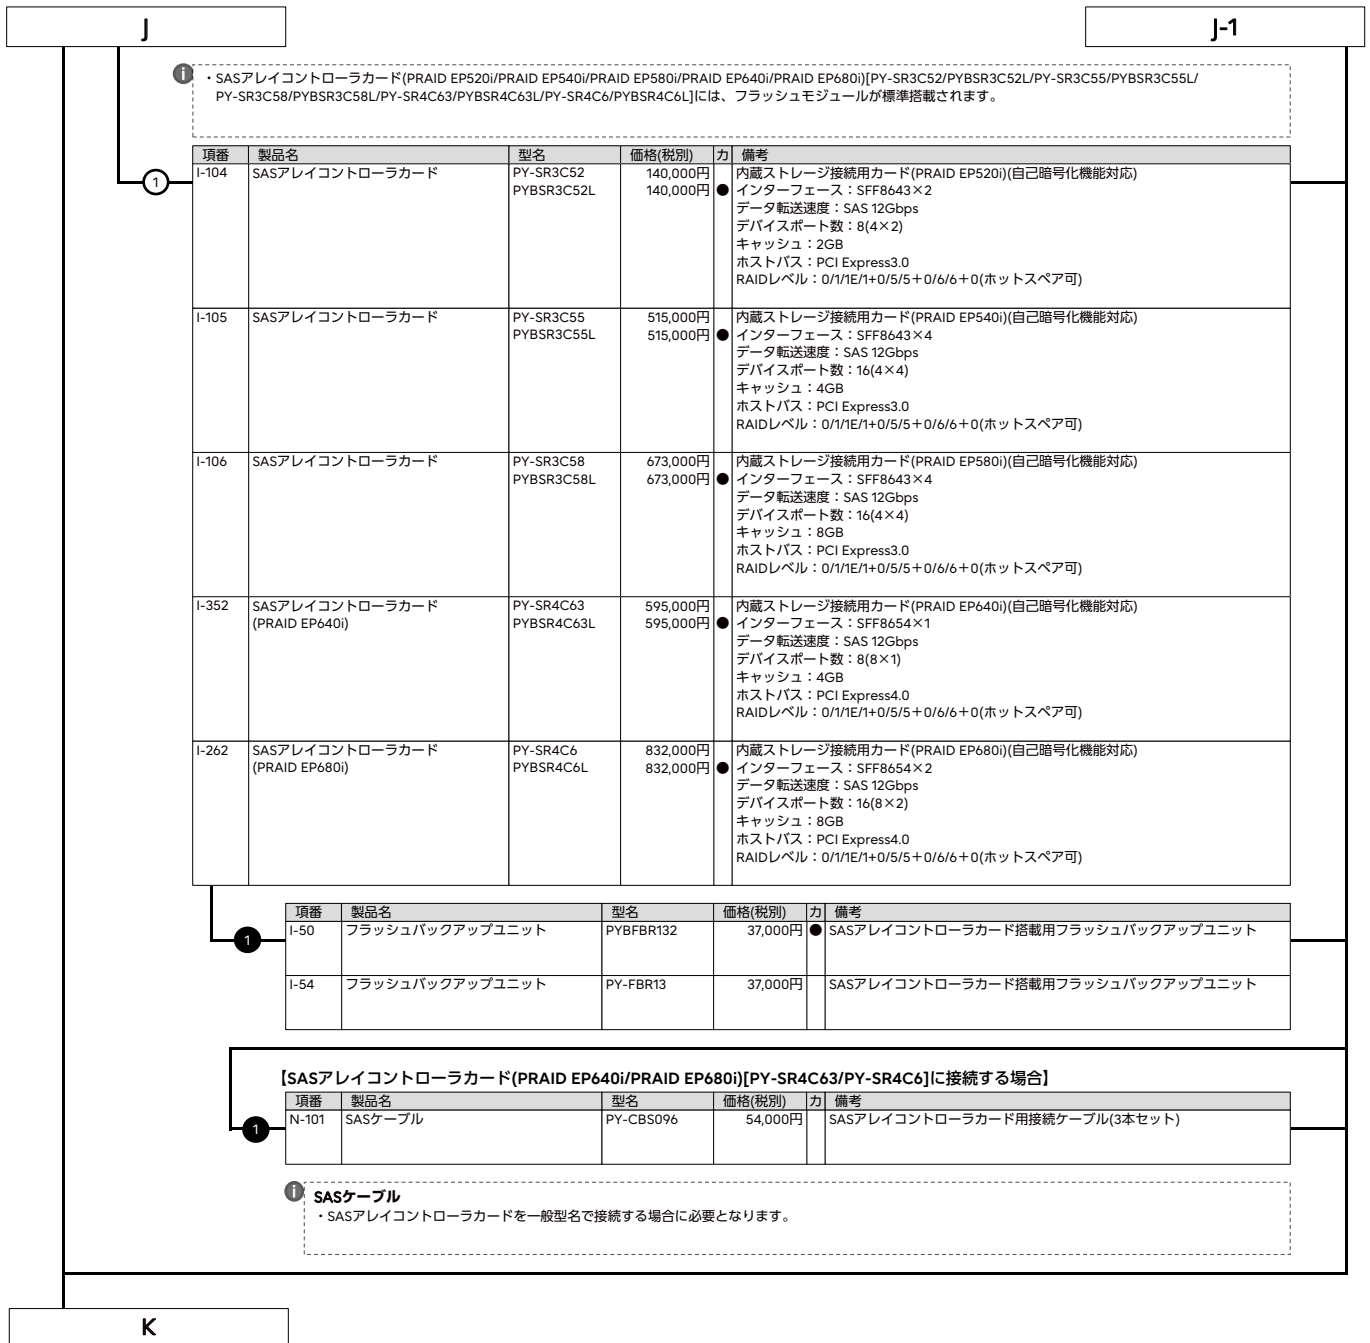 J
J-1
・SASアレイコントローラカード(PRAID EP520i/PRAID EP540i/PRAID EP580i/PRAID EP640i/PRAID EP680i)[PY-SR3C52/PYBSR3C52L/PY-SR3C55/PYBSR3C55L/
PY-SR3C58/PYBSR3C58L/PY-SR4C63/PYBSR4C63L/PY-SR4C6/PYBSR4C6L]には、フラッシュモジュールが標準搭載されます。
項番 製品名 型名 価格(税別) カ 備考
1
I-104 SASアレイコントローラカード PY-SR3C52 140,000円 内蔵ストレージ接続用カード(PRAID EP520i)(自己暗号化機能対応)
PYBSR3C52L 140,000円 ● インターフェース：SFF8643×2
データ転送速度：SAS 12Gbps
デバイスポート数：8(4×2)
キャッシュ：2GB
ホストバス：PCI Express3.0
RAIDレベル：0/1/1E/1+0/5/5＋0/6/6＋0(ホットスペア可)
I-105 SASアレイコントローラカード PY-SR3C55 515,000円 内蔵ストレージ接続用カード(PRAID EP540i)(自己暗号化機能対応)
PYBSR3C55L 515,000円 ● インターフェース：SFF8643×4
データ転送速度：SAS 12Gbps
デバイスポート数：16(4×4)
キャッシュ：4GB
ホストバス：PCI Express3.0
RAIDレベル：0/1/1E/1+0/5/5＋0/6/6＋0(ホットスペア可)
I-106 SASアレイコントローラカード PY-SR3C58 673,000円 内蔵ストレージ接続用カード(PRAID EP580i)(自己暗号化機能対応)
PYBSR3C58L 673,000円 ● インターフェース：SFF8643×4
データ転送速度：SAS 12Gbps
デバイスポート数：16(4×4)
キャッシュ：8GB
ホストバス：PCI Express3.0
RAIDレベル：0/1/1E/1+0/5/5＋0/6/6＋0(ホットスペア可)
I-352 SASアレイコントローラカード PY-SR4C63 595,000円 内蔵ストレージ接続用カード(PRAID EP640i)(自己暗号化機能対応)
(PRAID EP640i) PYBSR4C63L 595,000円 ● インターフェース：SFF8654×1
データ転送速度：SAS 12Gbps
デバイスポート数：8(8×1)
キャッシュ：4GB
ホストバス：PCI Express4.0
RAIDレベル：0/1/1E/1+0/5/5＋0/6/6＋0(ホットスペア可)
I-262 SASアレイコントローラカード PY-SR4C6 832,000円 内蔵ストレージ接続用カード(PRAID EP680i)(自己暗号化機能対応)
(PRAID EP680i) PYBSR4C6L 832,000円 ● インターフェース：SFF8654×2
データ転送速度：SAS 12Gbps
デバイスポート数：16(8×2)
キャッシュ：8GB
ホストバス：PCI Express4.0
RAIDレベル：0/1/1E/1+0/5/5＋0/6/6＋0(ホットスペア可)
項番 製品名 型名 価格(税別) カ 備考
1
I-50 フラッシュバックアップユニット PYBFBR132 37,000円 ● SASアレイコントローラカード搭載用フラッシュバックアップユニット
I-54 フラッシュバックアップユニット PY-FBR13 37,000円 SASアレイコントローラカード搭載用フラッシュバックアップユニット
【SASアレイコントローラカード(PRAID EP640i/PRAID EP680i)[PY-SR4C63/PY-SR4C6]に接続する場合】
項番 製品名 型名 価格(税別) カ 備考
1
N-101 SASケーブル PY-CBS096 54,000円 SASアレイコントローラカード用接続ケーブル(3本セット)
SASケーブル
・SASアレイコントローラカードを一般型名で接続する場合に必要となります。
K